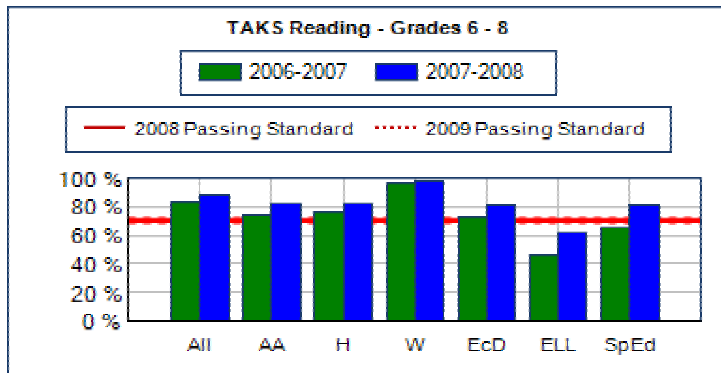 TAKS Reading - Grades 6 - 8
2006-2007 2007-2008
2008 Passing Standard 2009 Passing Standard
100 %
80 %
60 %
40 %
20 %
0 %
All AA H W EcD ELL SpEd